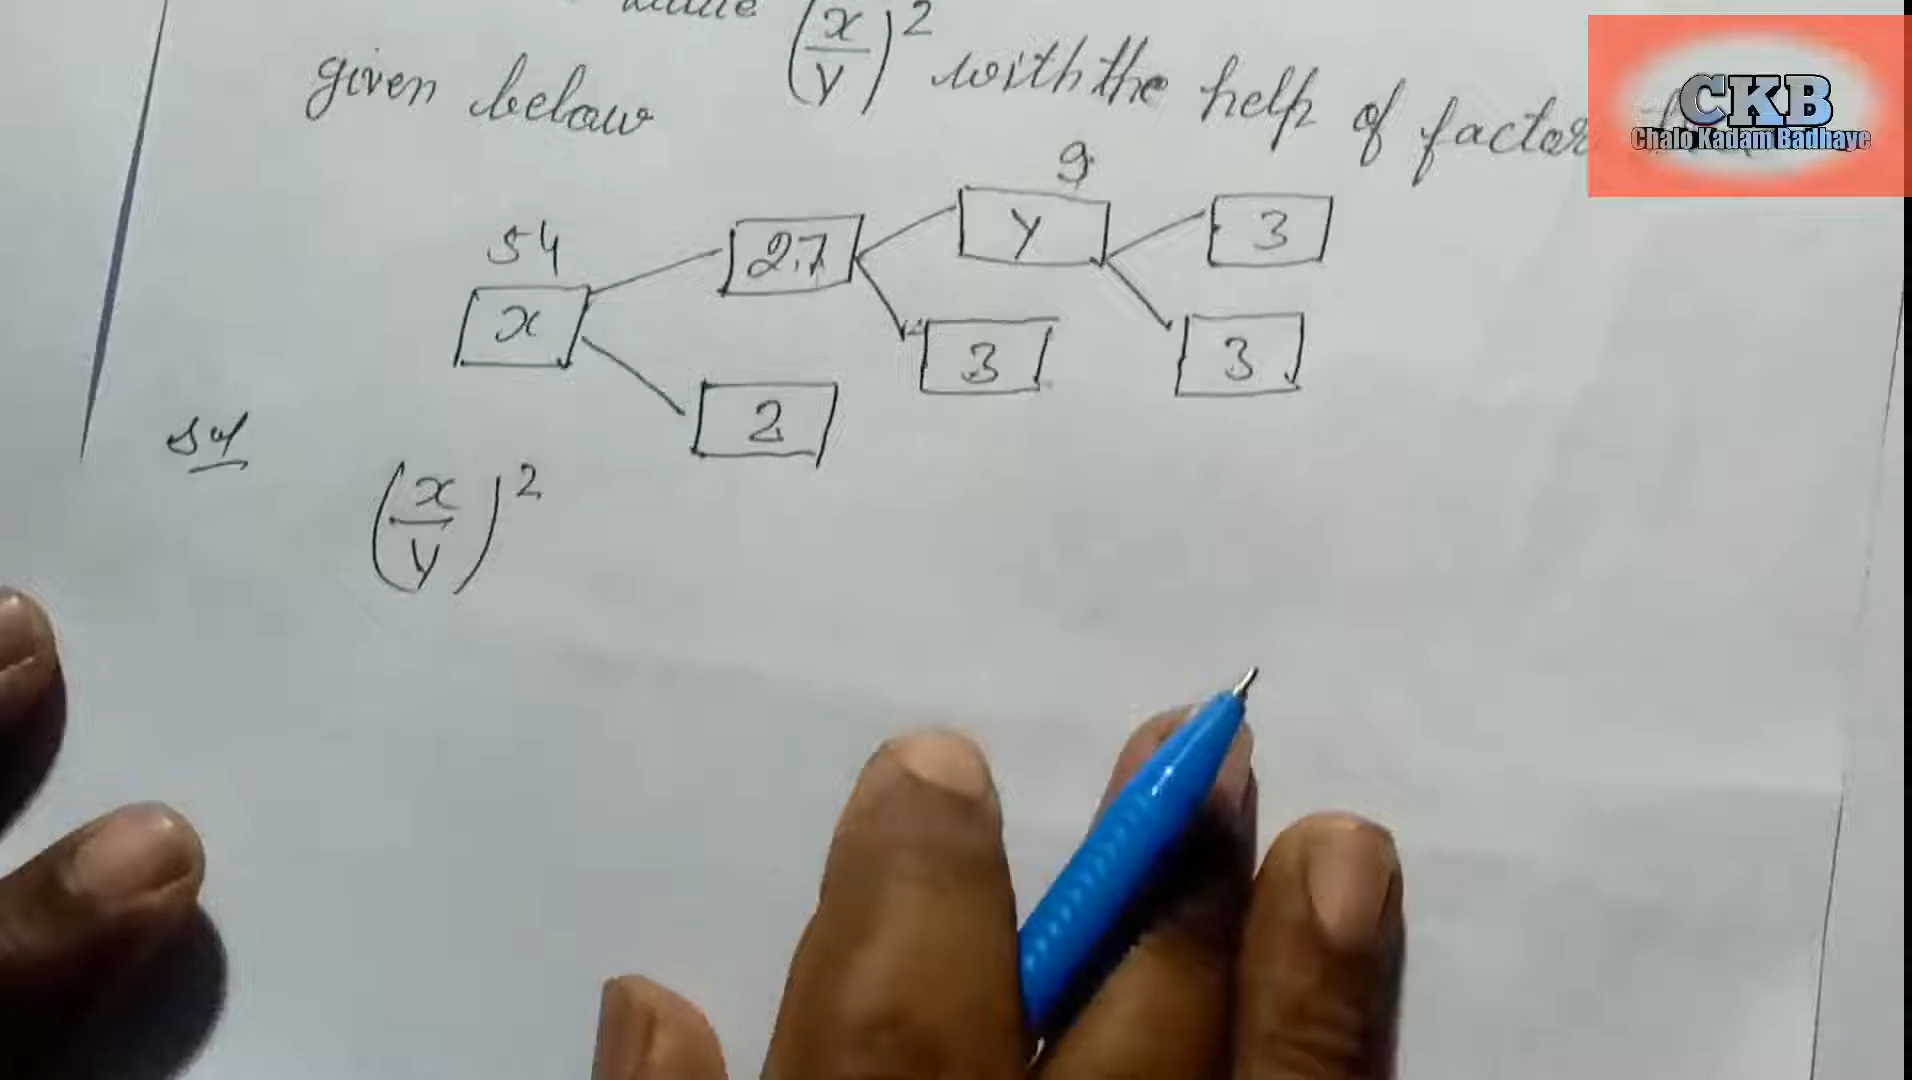 (x/y)² with the help of factor
given below
9
54
x 27 y 3
2 3 3
Sol
(x/y)²
CKB
Chalo Kadam Badhaye